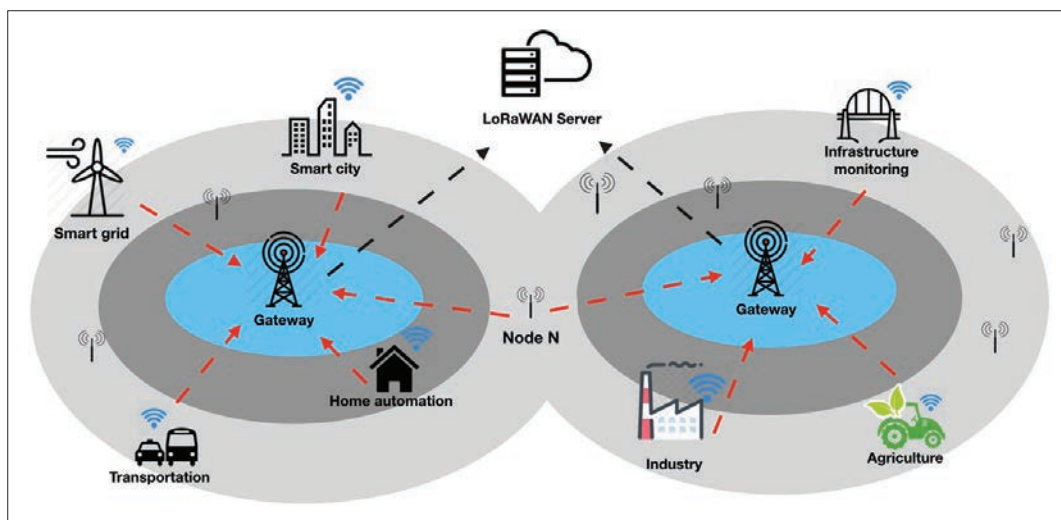 LoRaWAN Server
Smart city
Infrastructure
monitoring
Smart grid
Gateway
Gateway
Node N
Home automation
Transportation
Industry
Agriculture